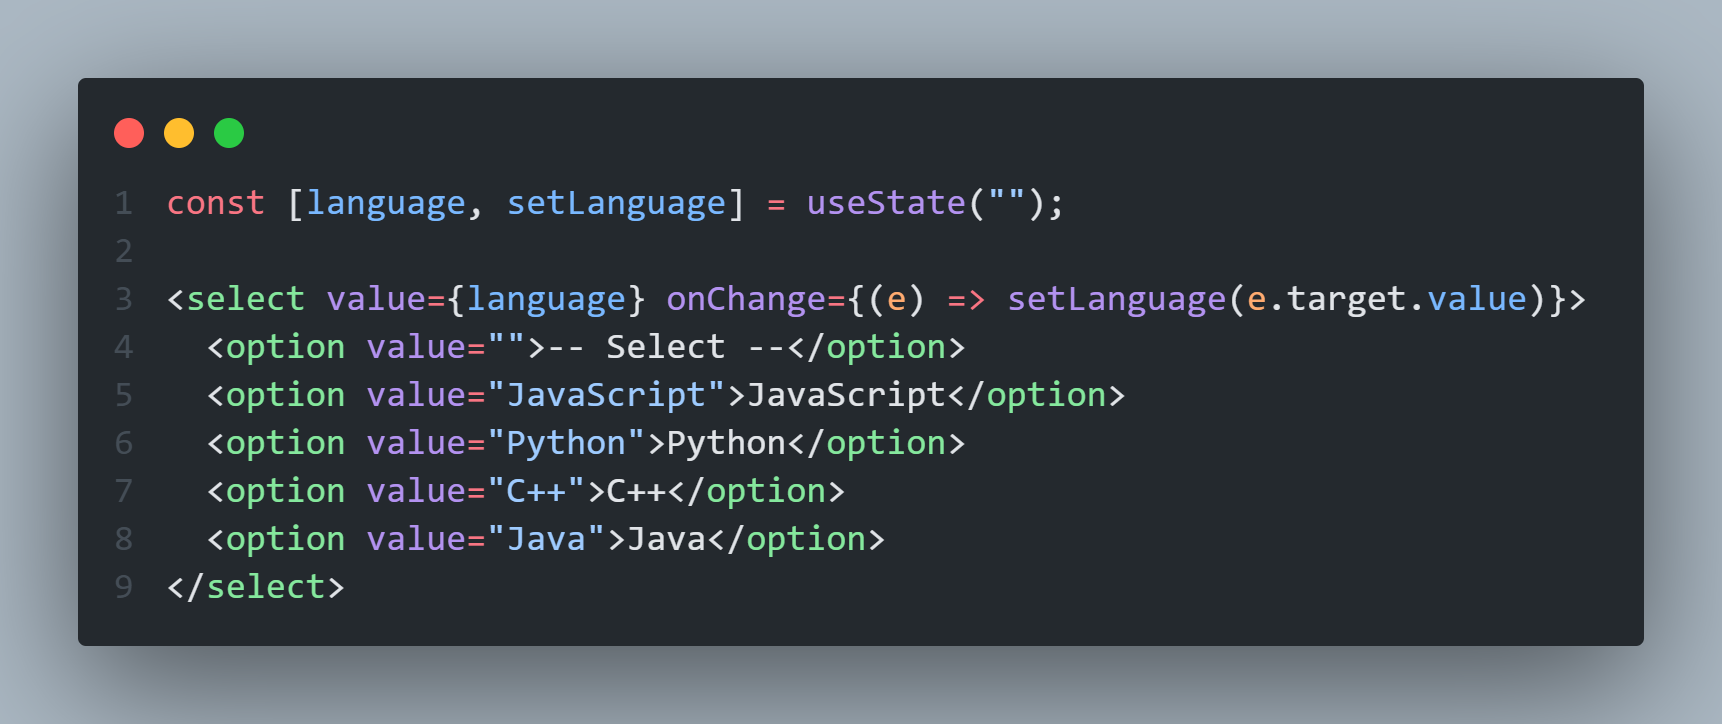 1 const [language, setLanguage] = useState("");
2
3 <select value={language} onChange={(e) => setLanguage(e.target.value)}>
4   <option value="">-- Select --</option>
5   <option value="JavaScript">JavaScript</option>
6   <option value="Python">Python</option>
7   <option value="C++">C++</option>
8   <option value="Java">Java</option>
9 </select>